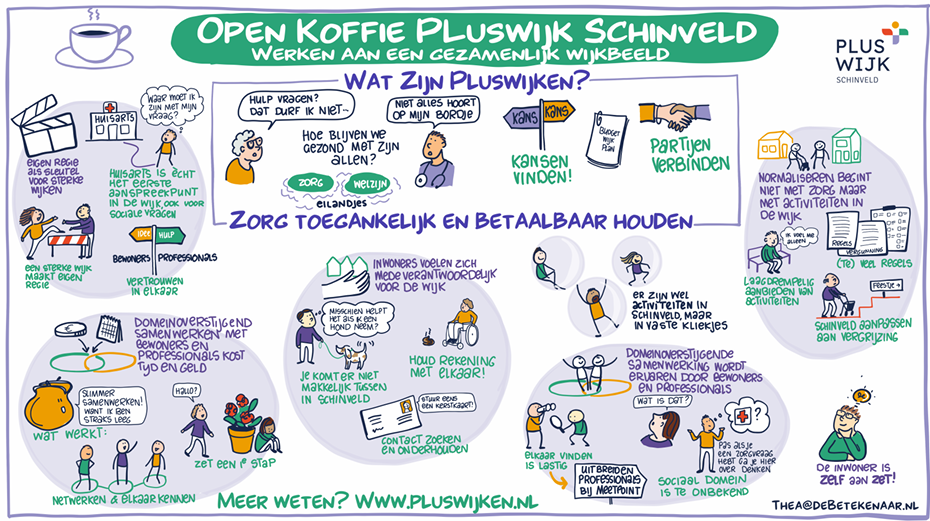 OPEN KOFFIE PLUSWIJK SCHINVELD
WERKEN AAN EEN GEZAMENLIJK WIJKBEELD
PLUS
WIJK
SCHINVELD
WAT ZIJN PLUSWIJKEN?
HULP VRAGEN?
DAT DURF IK NIET...
NIET ALLES HOORT
OP MIJN BORDJE
HOE BLIJVEN WE
GEZOND MET ZIJN
ALLEN?
ZORG
WELZIJN
EILANDJES
KANS
KANS
KANSEN
VINDEN!
BUDGET
WIJK
PLAN
PARTIJEN
VERBINDEN
ZORG TOEGANKELIJK EN BETAALBAAR HOUDEN
HUISARTS
WAAR MOET IK
ZIJN MET MIJN
VRAAG?
EIGEN REGIE
ALS SLEUTEL
VOOR STERKE
WIJKEN
HUISARTS IS ECHT
HET EERSTE
AANSPREEKPUNT
IN DE WIJK, OOK VOOR
SOCIALE VRAGEN
EEN STERKE WIJK
MAAKT EIGEN
REGIE
IDEE
HULP
BEWONERS
PROFESSIONALS
VERTROUWEN
IN ELKAAR
DOMEINOVERSTIJGEND
SAMENWERKEN MET
BEWONERS EN
PROFESSIONALS KOST
TYD EN GELD
SLIMMER
SAMENWERKEN!
WANT IK BEN
STRAKS LEEG
WAT WERKT:
HALLO?
ZET EEN 1e STAP
NETWERKEN & ELKAAR KENNEN
INWONERS VOELEN ZICH
MEDE VERANTWOORDELIJK
VOOR DE WIJK
MISSCHIEN HELPT
HET ALS IK EEN
HOND NEEM?
JE KOMT ER NIET
MAKKELIJK TUSSEN
IN SCHINVELD
HOUD REKENING
MET ELKAAR!
STUUR EENS
EEN KERSTKAART!
CONTACT ZOEKEN
EN ONDERHOUDEN
ER ZIJN WEL
ACTIVITEITEN IN
SCHINVELD, MAAR
IN VASTE KLIEKJES
DOMEINOVERSTIJGENDE
SAMENWERKING WORDT
ERVAREN DOOR BEWONERS
EN PROFESSIONALS
WAT IS DAT?
?
ELKAAR VINDEN
IS LASTIG
UITBREIDEN
PROFESSIONALS
BIJ MEETPOINT
PAS ALS JE
EEN ZORGVRAAG
HEBT GA JE HIER
OVER DENKEN
SOCIAAL DOMEIN
IS TE ONBEKEND
NORMALISEREN BEGINT
NIET MET ZORG MAAR
MET ACTIVITEITEN IN
DE WIJK
IK VOEL ME
ALLEEN
REGELS
VERGUNNING
(TE) VEEL REGELS
LAAGDREMPELIG
AANBIEDEN VAN
ACTIVITEITEN
FEESTJE
SCHINVELD AANPASSEN
AAN VERGRIJZING
DE INWONER IS
ZELF AAN ZET!
MEER WETEN? WWW.PLUSWIJKEN.NL
THEA@DEBETEKENAAR.NL